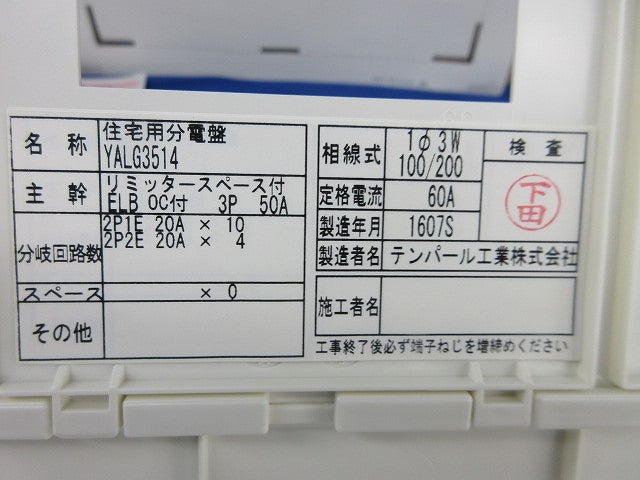 名 称 住宅用分電盤
YALG3514
主 幹 リミッタースペース付
ELB OC付 3P 50A
分岐回路数 2P1E 20A × 10
2P2E 20A × 4
スペース × 0
その他
相線式 1φ3W
100/200
定格電流 60A
製造年月 1607S
製造者名 テンパール工業株式会社
施工者名
検 査
下田
工事終了後必ず端子ねじを増締めください